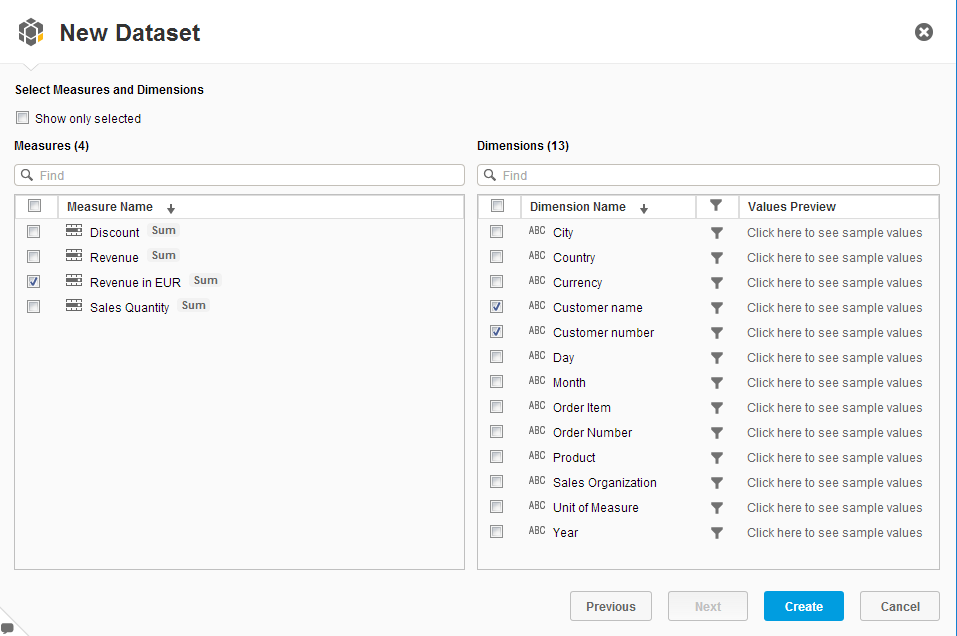 New Dataset
Select Measures and Dimensions
Show only selected
Measures (4)
Find
Measure Name
Discount Sum
Revenue Sum
Revenue in EUR Sum
Sales Quantity Sum
Dimensions (13)
Find
Dimension Name Values Preview
ABC City Click here to see sample values
ABC Country Click here to see sample values
ABC Currency Click here to see sample values
ABC Customer name Click here to see sample values
ABC Customer number Click here to see sample values
ABC Day Click here to see sample values
ABC Month Click here to see sample values
ABC Order Item Click here to see sample values
ABC Order Number Click here to see sample values
ABC Product Click here to see sample values
ABC Sales Organization Click here to see sample values
ABC Unit of Measure Click here to see sample values
ABC Year Click here to see sample values
Previous Next Create Cancel